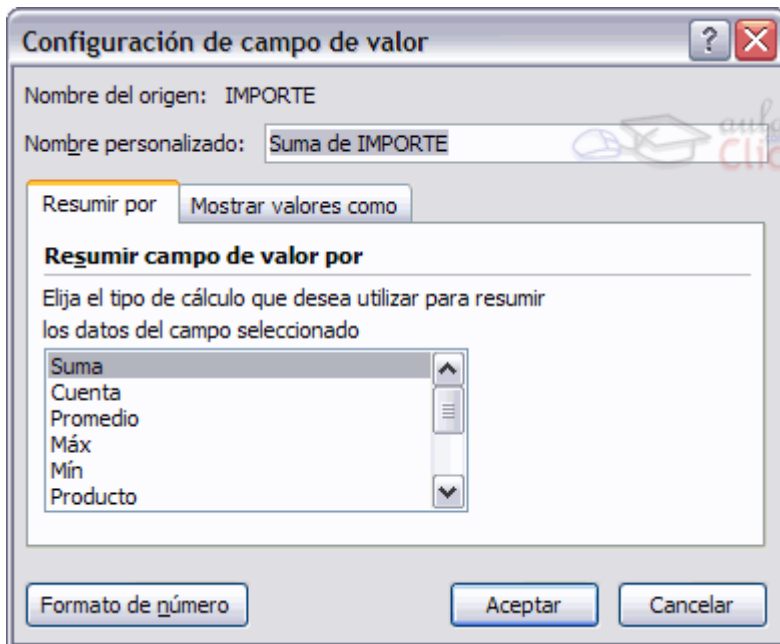 Configuración de campo de valor
Nombre del origen: IMPORTE
Nombre personalizado: Suma de IMPORTE
aula
Clic
Resumir por Mostrar valores como
Resumir campo de valor por
Elija el tipo de cálculo que desea utilizar para resumir
los datos del campo seleccionado
Suma
Cuenta
Promedio
Máx
Mín
Producto
Formato de número Aceptar Cancelar